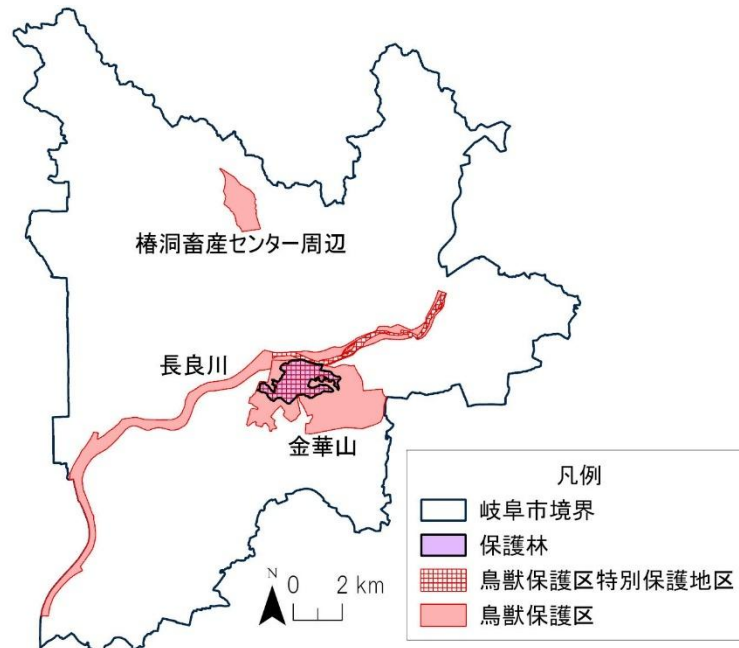 椿洞畜産センター周辺
長良川
金華山
N
0 2 km
凡例
岐阜市境界
保護林
鳥獣保護区特別保護地区
鳥獣保護区